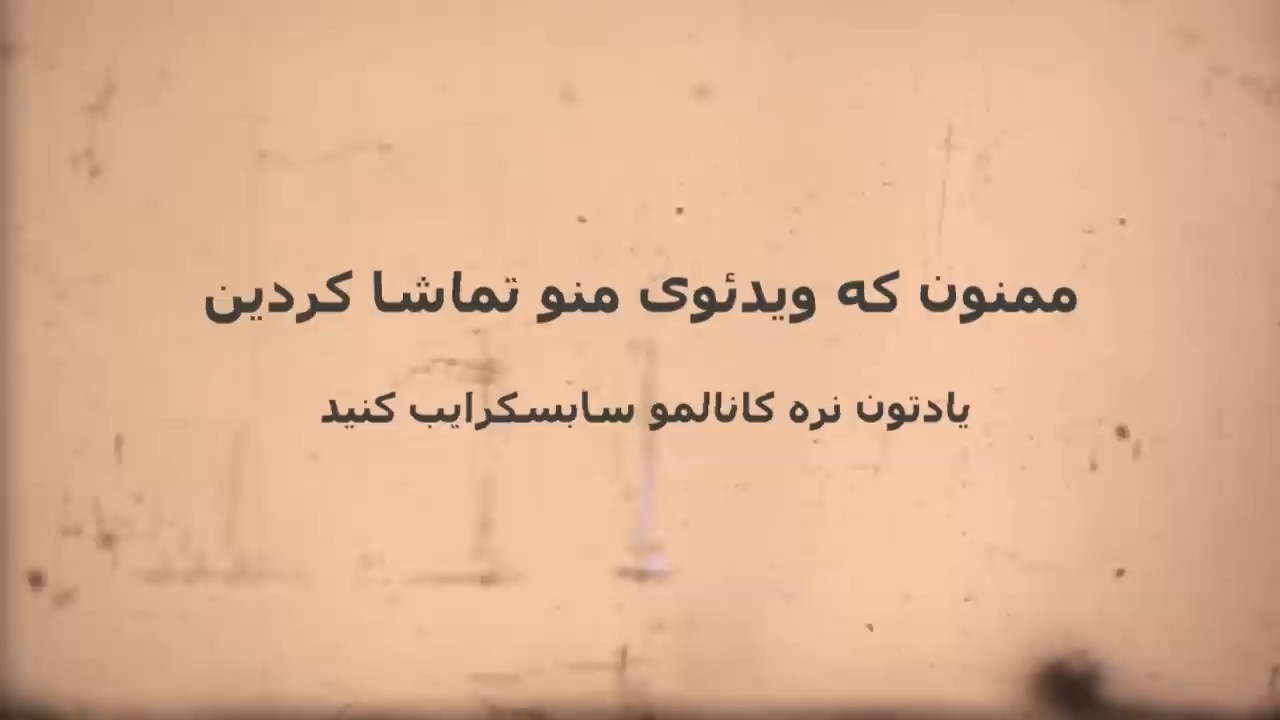 ممنون که ویدئوی منو تماشا کردین
یادتون نره کانالمو سابسکرایب کنید